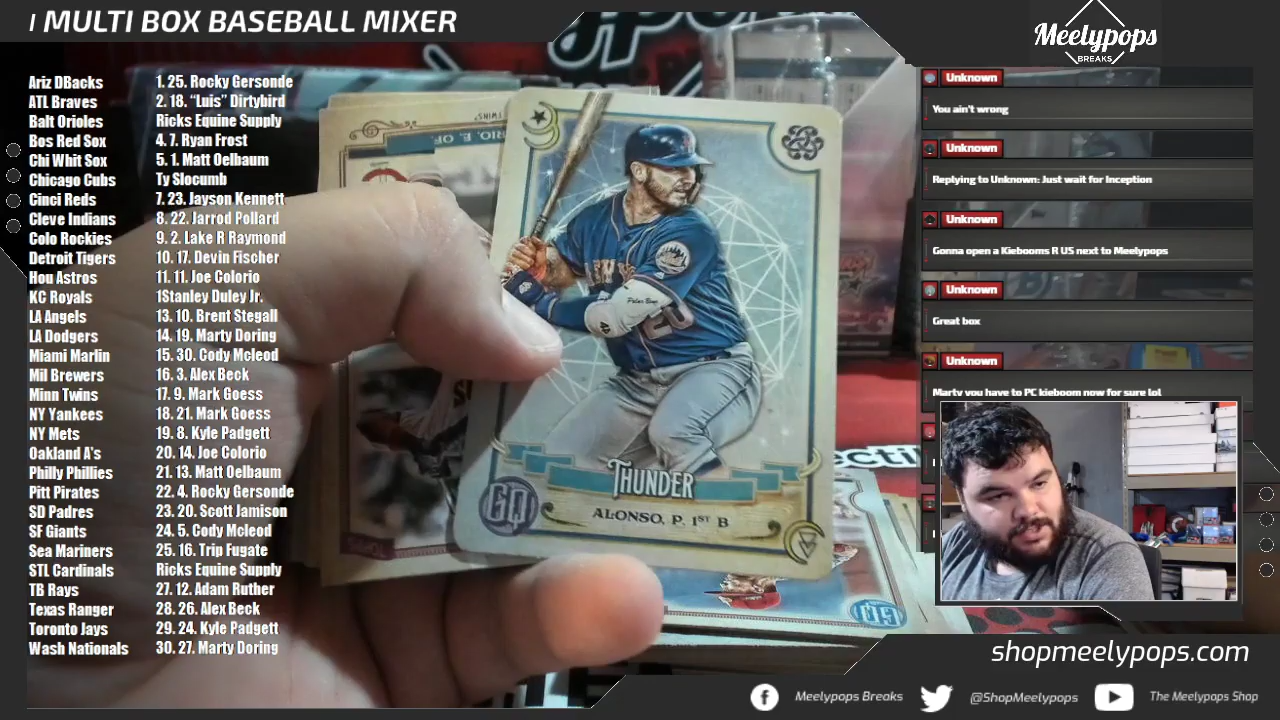 MULTI BOX BASEBALL MIXER
Meelypops
BREAKS
Ariz DBacks 1. 25. Rocky Gersonde
ATL Braves 2. 18. "Luis" Dirtybird
Balt Orioles Ricks Equine Supply
Bos Red Sox 4. 7. Ryan Frost
Chi Whit Sox 5. 1. Matt Oelbaum
Chicago Cubs Ty Slocumb
Cinci Reds 7. 23. Jayson Kennett
Cleve Indians 8. 22. Jarrod Pollard
Colo Rockies 9. 2. Lake R Raymond
Detroit Tigers 10. 17. Devin Fischer
Hou Astros 11. 11. Joe Colorio
KC Royals 1Stanley Duley Jr.
LA Angels 13. 10. Brent Stegall
LA Dodgers 14. 19. Marty Doring
Miami Marlin 15. 30. Cody Mcleod
Mil Brewers 16. 3. Alex Beck
Minn Twins 17. 9. Mark Goess
NY Yankees 18. 21. Mark Goess
NY Mets 19. 8. Kyle Padgett
Oakland A's 20. 14. Joe Colorio
Philly Phillies 21. 13. Matt Oelbaum
Pitt Pirates 22. 4. Rocky Gersonde
SD Padres 23. 20. Scott Jamison
SF Giants 24. 5. Cody Mcleod
Sea Mariners 25. 16. Trip Fugate
STL Cardinals Ricks Equine Supply
TB Rays 27. 12. Adam Ruther
Texas Ranger 28. 26. Alex Beck
Toronto Jays 29. 24. Kyle Padgett
Wash Nationals 30. 27. Marty Doring
20
THUNDER
GQ
ALONSO, P. 1ST B
Unknown
You ain't wrong
Unknown
Replying to Unknown: Just wait for Inception
Unknown
Gonna open a Kiebooms R US next to Meelypops
Unknown
Great box
Unknown
Marty you have to PC kieboom now for sure lol
shopmeelypops.com
Meelypops Breaks
@ShopMeelypops
The Meelypops Shop